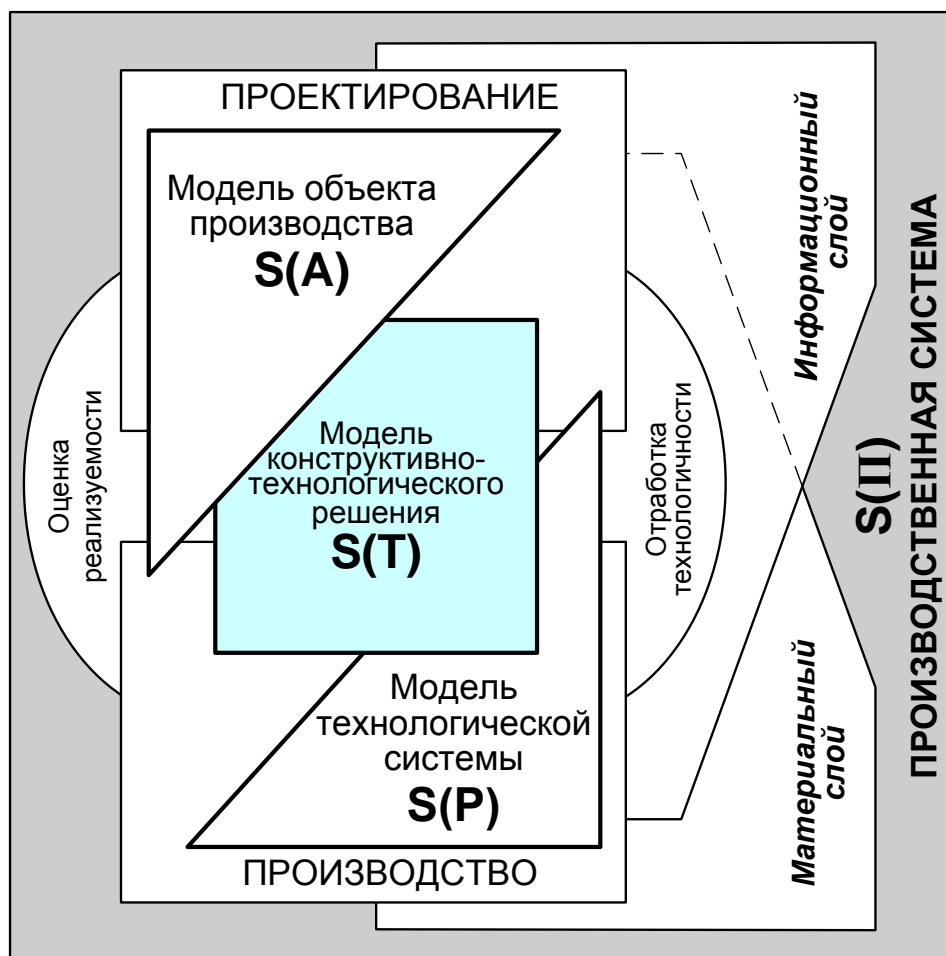 ПРОЕКТИРОВАНИЕ
Модель объекта
производства
S(A)
Оценка
реализуемости
Модель
конструктивно-
технологического
решения
S(T)
Отработка
технологичности
Модель
технологической
системы
S(P)
ПРОИЗВОДСТВО
Информационный
слой
Материальный
слой
S(П)
ПРОИЗВОДСТВЕННАЯ СИСТЕМА